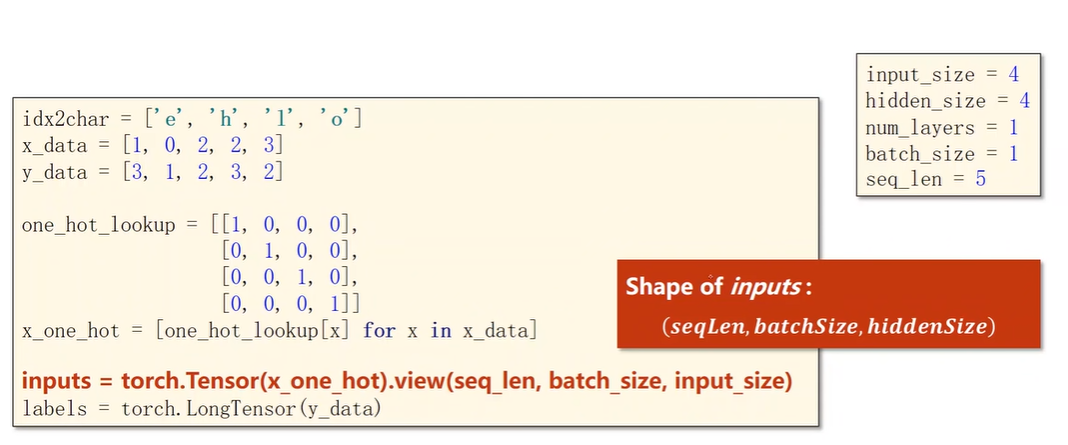 input_size = 4
hidden_size = 4
num_layers = 1
batch_size = 1
seq_len = 5
idx2char = ['e', 'h', 'l', 'o']
x_data = [1, 0, 2, 2, 3]
y_data = [3, 1, 2, 3, 2]
one_hot_lookup = [[1, 0, 0, 0],
[0, 1, 0, 0],
[0, 0, 1, 0],
[0, 0, 0, 1]]
x_one_hot = [one_hot_lookup[x] for x in x_data]
inputs = torch.Tensor(x_one_hot).view(seq_len, batch_size, input_size)
labels = torch.LongTensor(y_data)
Shape of inputs:
(seqLen, batchSize, hiddenSize)